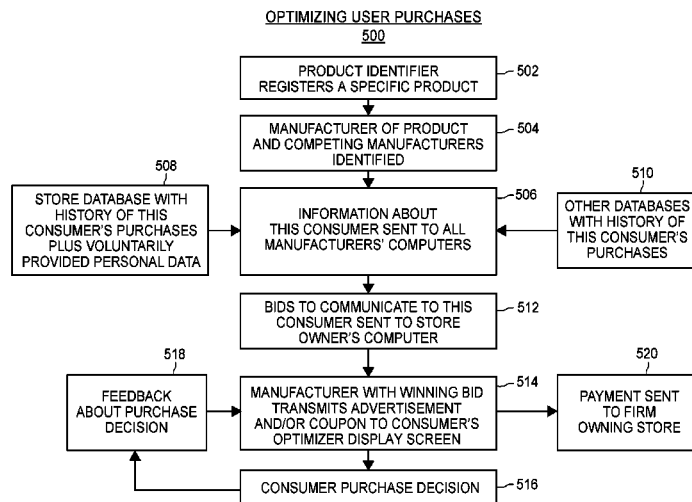 OPTIMIZING USER PURCHASES
500
PRODUCT IDENTIFIER
REGISTERS A SPECIFIC PRODUCT
502
MANUFACTURER OF PRODUCT
AND COMPETING MANUFACTURERS
IDENTIFIED
504
508
STORE DATABASE WITH
HISTORY OF THIS
CONSUMER'S PURCHASES
PLUS VOLUNTARILY
PROVIDED PERSONAL DATA
INFORMATION ABOUT
THIS CONSUMER SENT TO ALL
MANUFACTURERS' COMPUTERS
506
510
OTHER DATABASES
WITH HISTORY OF
THIS CONSUMER'S
PURCHASES
BIDS TO COMMUNICATE TO THIS
CONSUMER SENT TO STORE
OWNER'S COMPUTER
512
518
FEEDBACK
ABOUT PURCHASE
DECISION
MANUFACTURER WITH WINNING BID
TRANSMITS ADVERTISEMENT
AND/OR COUPON TO CONSUMER'S
OPTIMIZER DISPLAY SCREEN
514
520
PAYMENT SENT
TO FIRM
OWNING STORE
CONSUMER PURCHASE DECISION
516